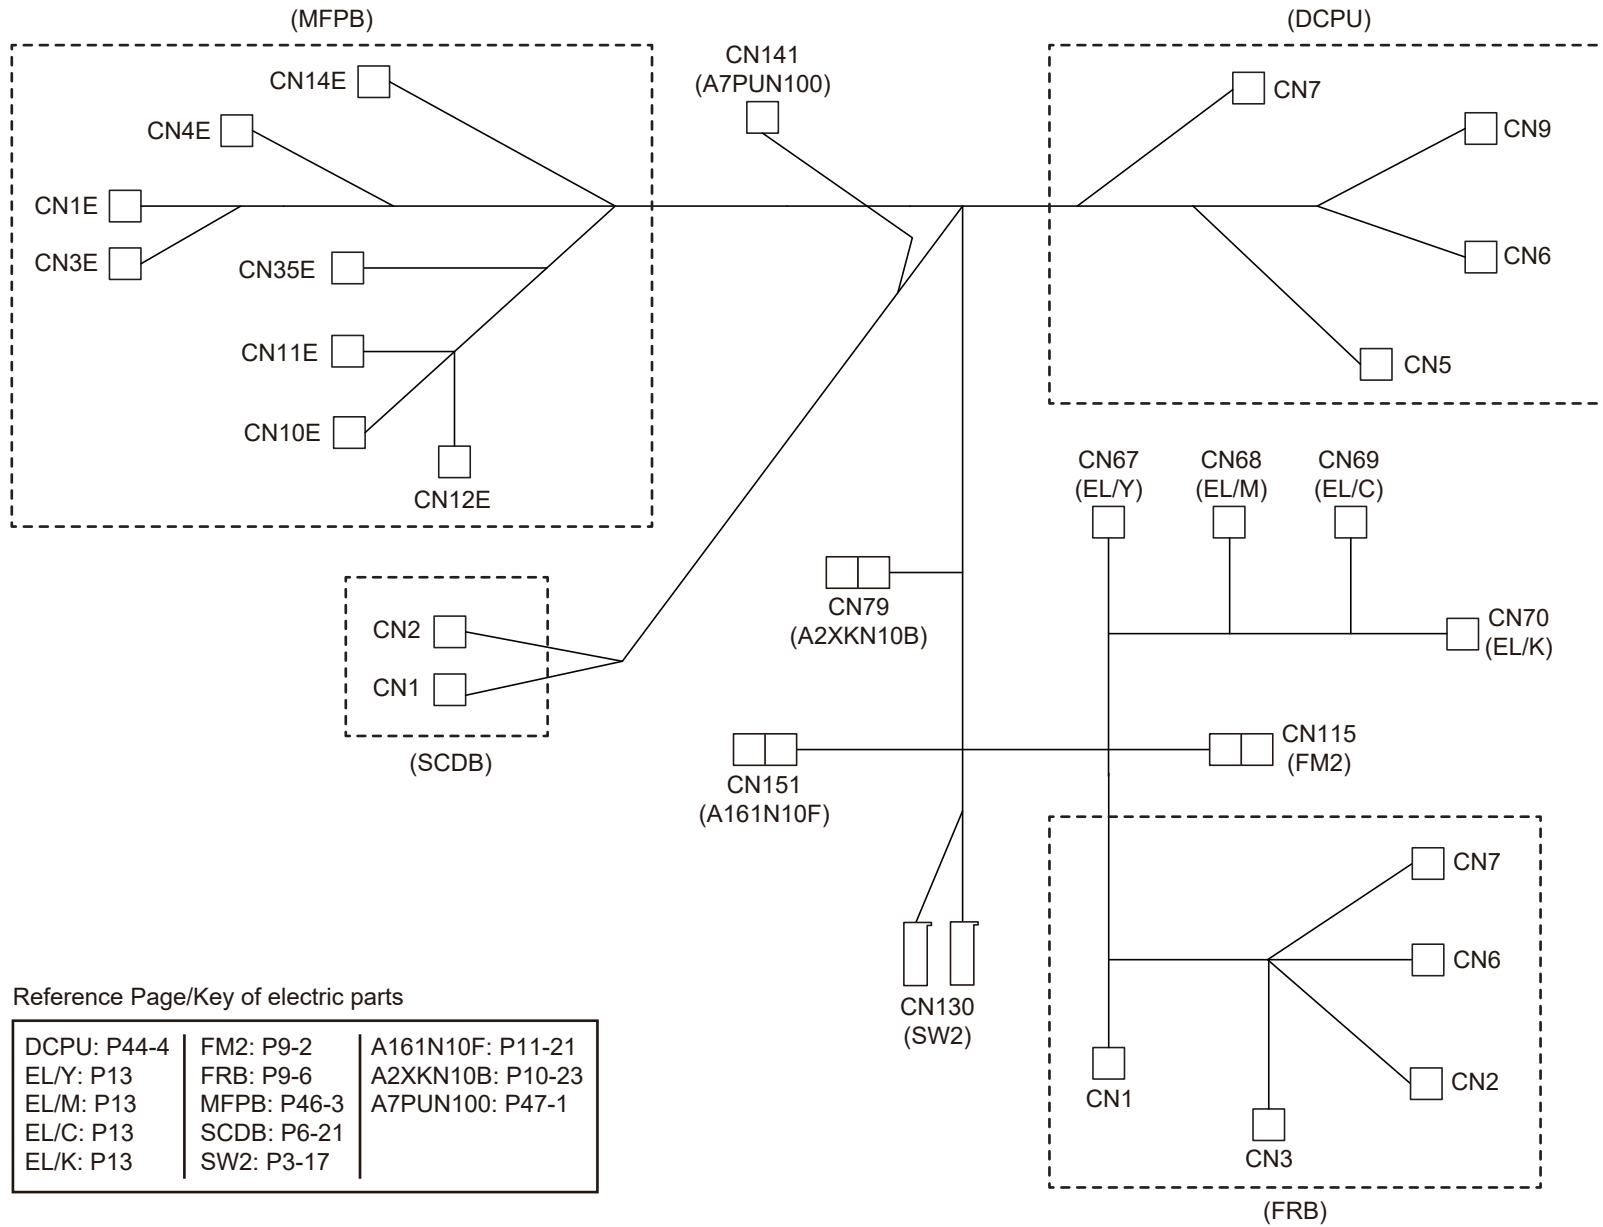 (MFPB)
(DCPU)
CN141
(A7PUN100)
CN14E
CN4E
CN1E
CN3E
CN35E
CN11E
CN10E
CN12E
CN7
CN9
CN6
CN5
CN67
(EL/Y)
CN68
(EL/M)
CN69
(EL/C)
CN70
(EL/K)
CN79
(A2XKN10B)
CN2
CN1
(SCDB)
CN151
(A161N10F)
CN115
(FM2)
CN130
(SW2)
CN7
CN6
CN2
CN1
CN3
(FRB)
Reference Page/Key of electric parts
DCPU: P44-4
EL/Y: P13
EL/M: P13
EL/C: P13
EL/K: P13
FM2: P9-2
FRB: P9-6
MFPB: P46-3
SCDB: P6-21
SW2: P3-17
A161N10F: P11-21
A2XKN10B: P10-23
A7PUN100: P47-1